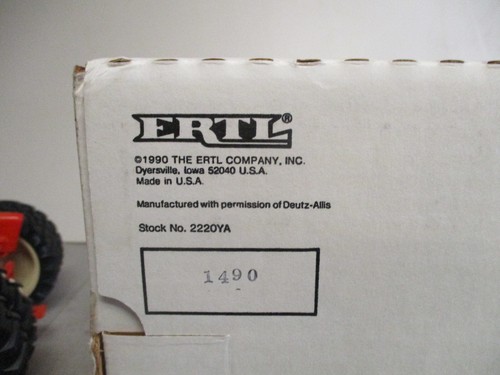 ERTL®
©1990 THE ERTL COMPANY, INC.
Dyersville, Iowa 52040 U.S.A.
Made in U.S.A.
Manufactured with permission of Deutz-Allis
Stock No. 2220YA
1490